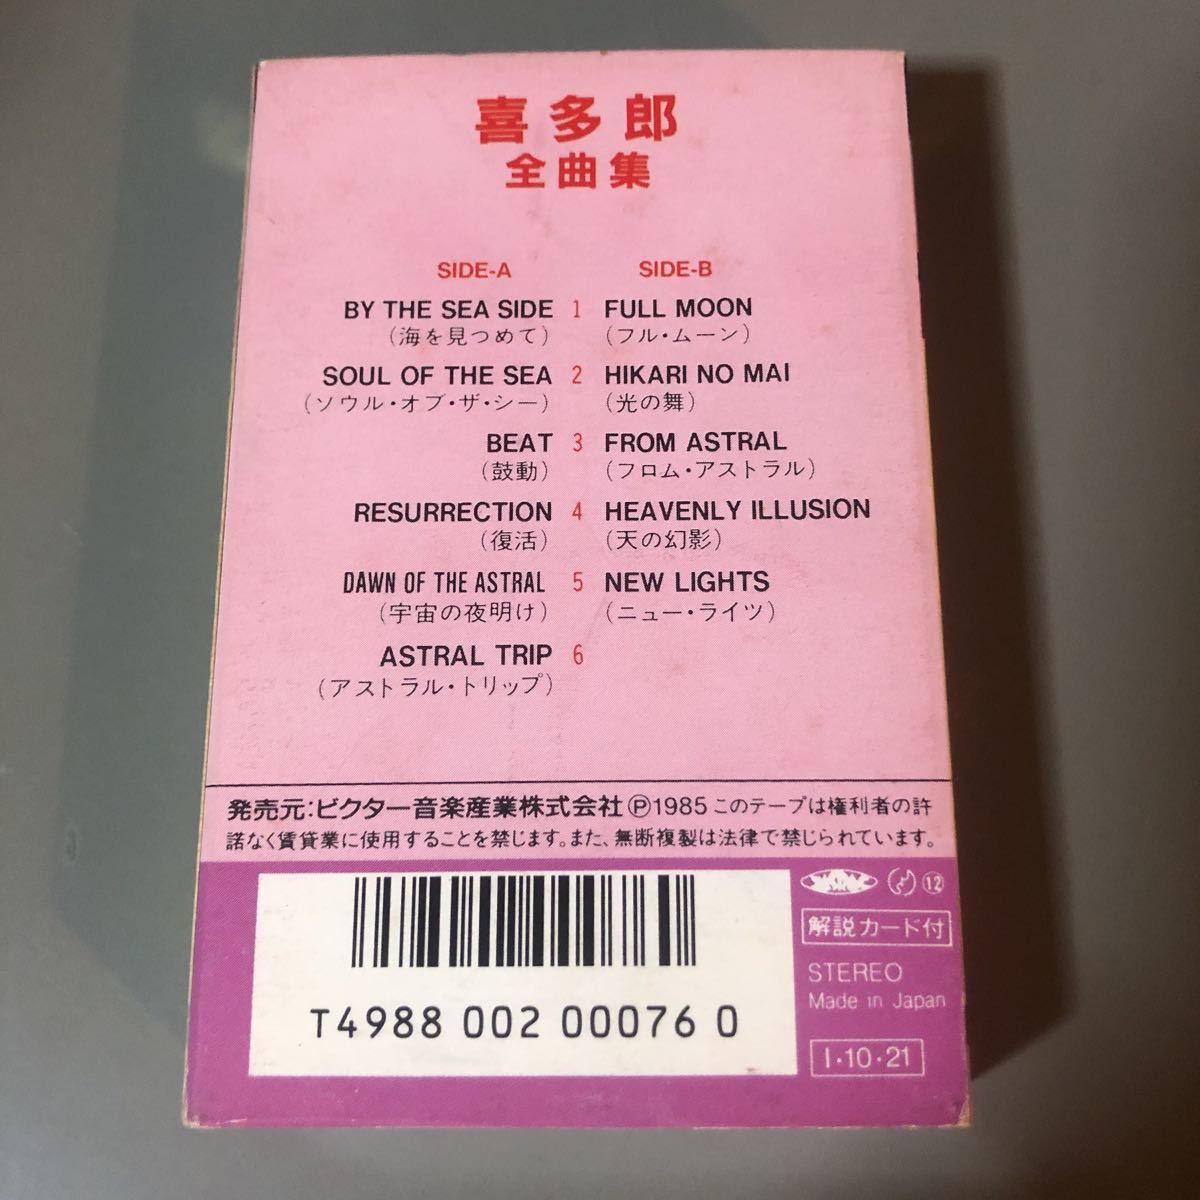 喜多郎
全曲集
SIDE-A SIDE-B
BY THE SEA SIDE 1 FULL MOON
(海を見つめて) (フル・ムーン)
SOUL OF THE SEA 2 HIKARI NO MAI
(ソウル・オブ・ザ・シー) (光の舞)
BEAT 3 FROM ASTRAL
(鼓動) (フロム・アストラル)
RESURRECTION 4 HEAVENLY ILLUSION
(復活) (天の幻影)
DAWN OF THE ASTRAL 5 NEW LIGHTS
(宇宙の夜明け) (ニュー・ライツ)
ASTRAL TRIP 6
(アストラル・トリップ)
発売元:ビクター音楽産業株式会社Ⓟ1985このテープは権利者の許
諾なく賃貸業に使用することを禁じます。また、無断複製は法律で禁じられています。
⑫
解説カード付
STEREO
Made in Japan
T4988 002 00076 0
I・10・21